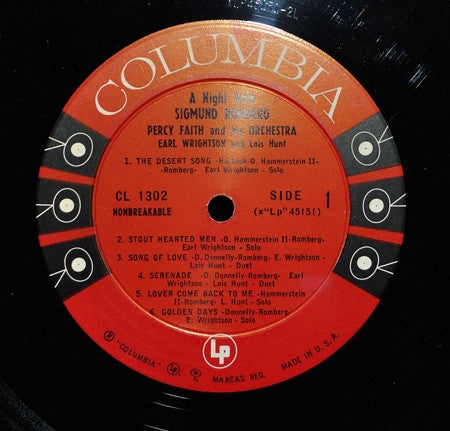 COLUMBIA
A Night With
SIGMUND ROMBERG
PERCY FAITH and his ORCHESTRA
EARL WRIGHTSON and Lois Hunt
1. THE DESERT SONG -Harbach-O. Hammerstein II-
-Romberg- Earl Wrightson - Solo
CL 1302
NONBREAKABLE
SIDE 1
(x"Lp"45151)
2. STOUT HEARTED MEN -O. Hammerstein II-Romberg-
Earl Wrightson - Solo
3. SONG OF LOVE -D. Donnelly-Romberg- E. Wrightson-
Lois Hunt - Duet
4. SERENADE -D. Donnelly-Romberg- Earl
Wrightson - Lois Hunt - Duet
5. LOVER COME BACK TO ME -Hammerstein
II-Romberg- L. Hunt - Solo
6. GOLDEN DAYS -Donnelly-Romberg-
E. Wrightson - Solo
® "COLUMBIA"
LP
MARCAS REG.
MADE IN U.S.A.